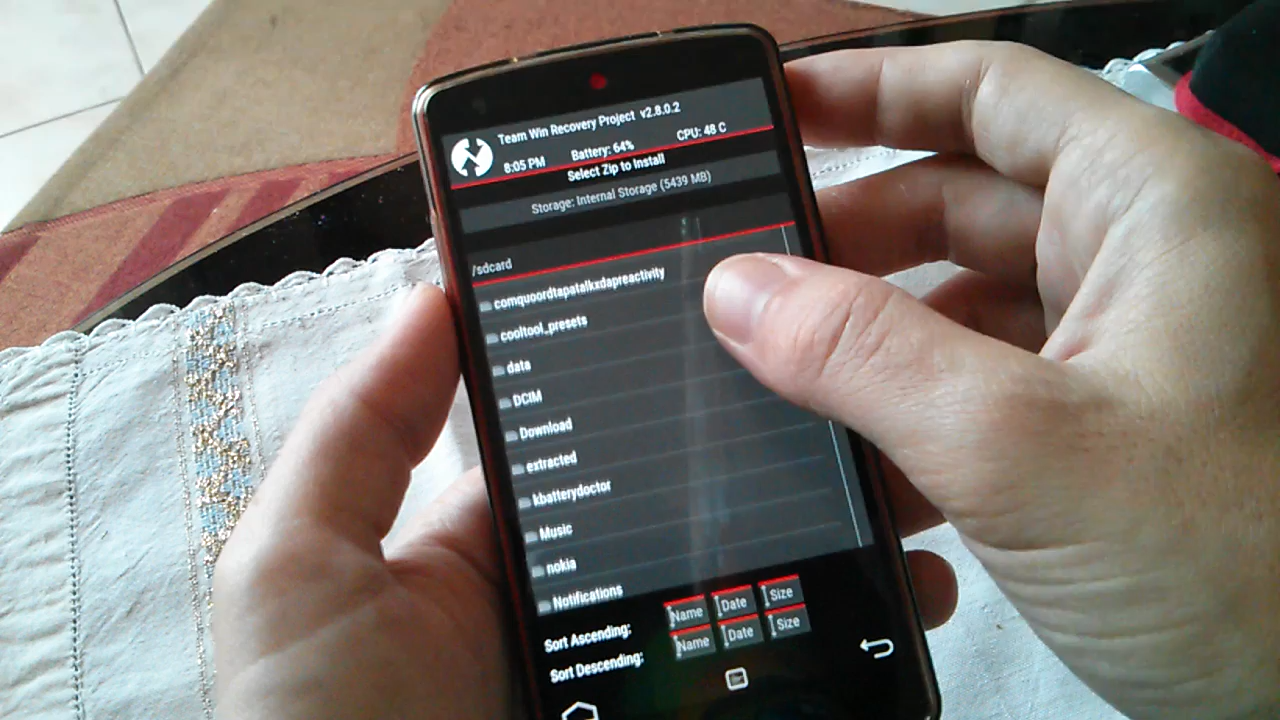 Team Win Recovery Project v2.8.0.2
8:05 PM Battery: 64% CPU: 48 C
Select Zip to Install
Storage: Internal Storage (5439 MB)
/sdcard
comquoordtapatalkxdapreactivity
cooltool_presets
data
DCIM
Download
extracted
kbatterydoctor
Music
nokia
Notifications
Sort Ascending: Name Date Size
Sort Descending: Name Date Size